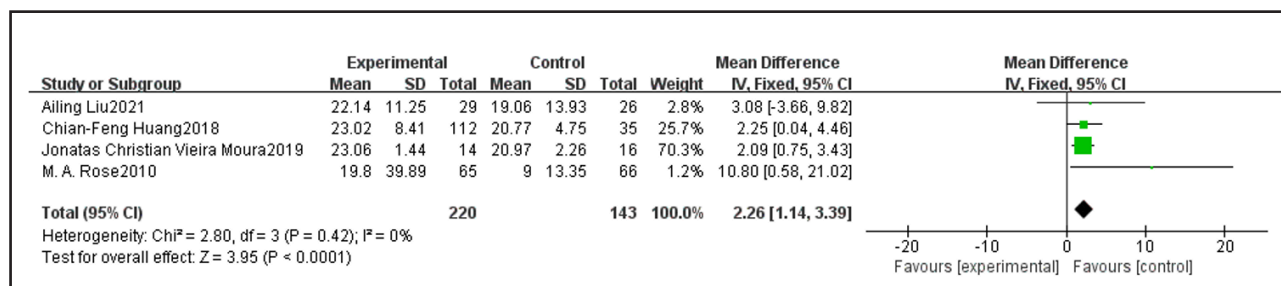 Experimental Control Mean Difference Mean Difference
Study or Subgroup Mean SD Total Mean SD Total Weight IV, Fixed, 95% CI IV, Fixed, 95% CI
Ailing Liu2021 22.14 11.25 29 19.06 13.93 26 2.8% 3.08 [-3.66, 9.82]
Chian-Feng Huang2018 23.02 8.41 112 20.77 4.75 35 25.7% 2.25 [0.04, 4.46]
Jonatas Christian Vieira Moura2019 23.06 1.44 14 20.97 2.26 16 70.3% 2.09 [0.75, 3.43]
M. A. Rose2010 19.8 39.89 65 9 13.35 66 1.2% 10.80 [0.58, 21.02]
Total (95% CI) 220 143 100.0% 2.26 [1.14, 3.39]
Heterogeneity: Chi² = 2.80, df = 3 (P = 0.42); I² = 0%
Test for overall effect: Z = 3.95 (P < 0.0001)
-20 -10 0 10 20
Favours [experimental] Favours [control]